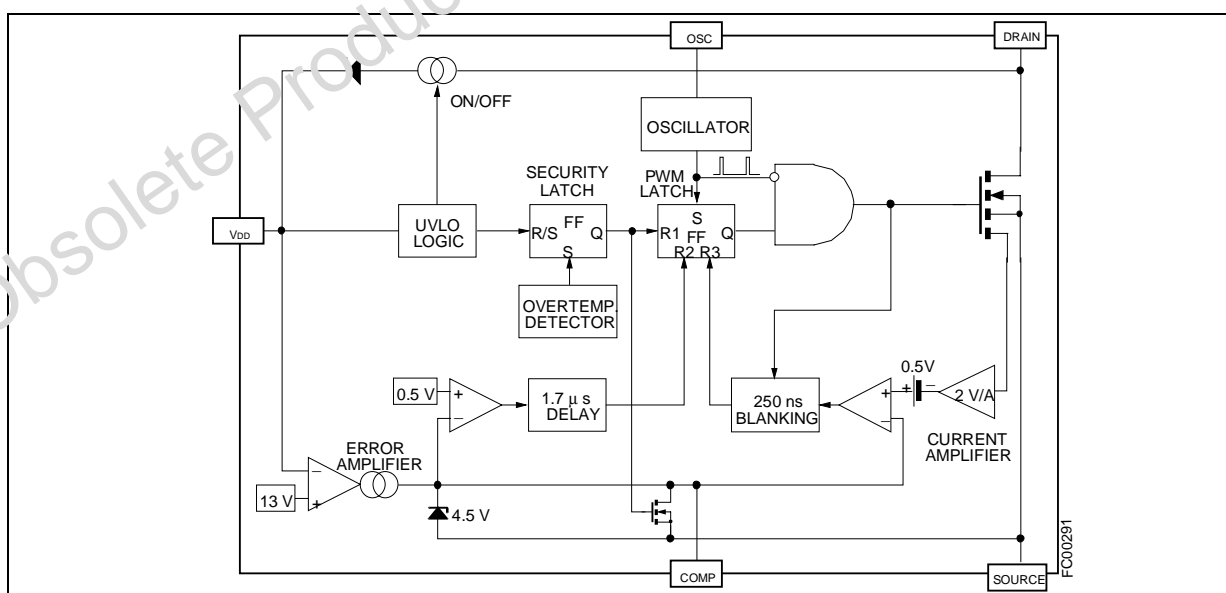 Obsolete Produc
OSC
DRAIN
ON/OFF
OSCILLATOR
SECURITY
LATCH
PWM
LATCH
VDD
UVLO
LOGIC
R/S
FF
Q
S
R1
S
FF
Q
R2 R3
OVERTEMP.
DETECTOR
0.5 V
+
−
1.7 μ s
DELAY
250 ns
BLANKING
+
−
0.5V
+
−
2 V/A
CURRENT
AMPLIFIER
ERROR
AMPLIFIER
−
+
13 V
4.5 V
COMP
SOURCE
FC00291